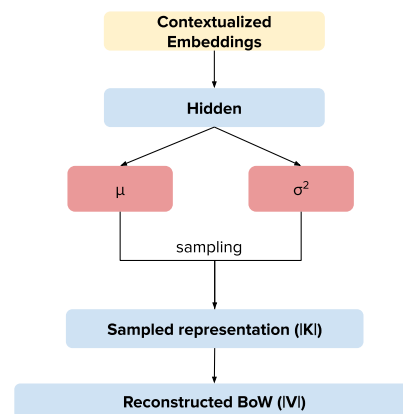 Contextualized
Embeddings
Hidden
μ
σ²
sampling
Sampled representation (|K|)
Reconstructed BoW (|V|)